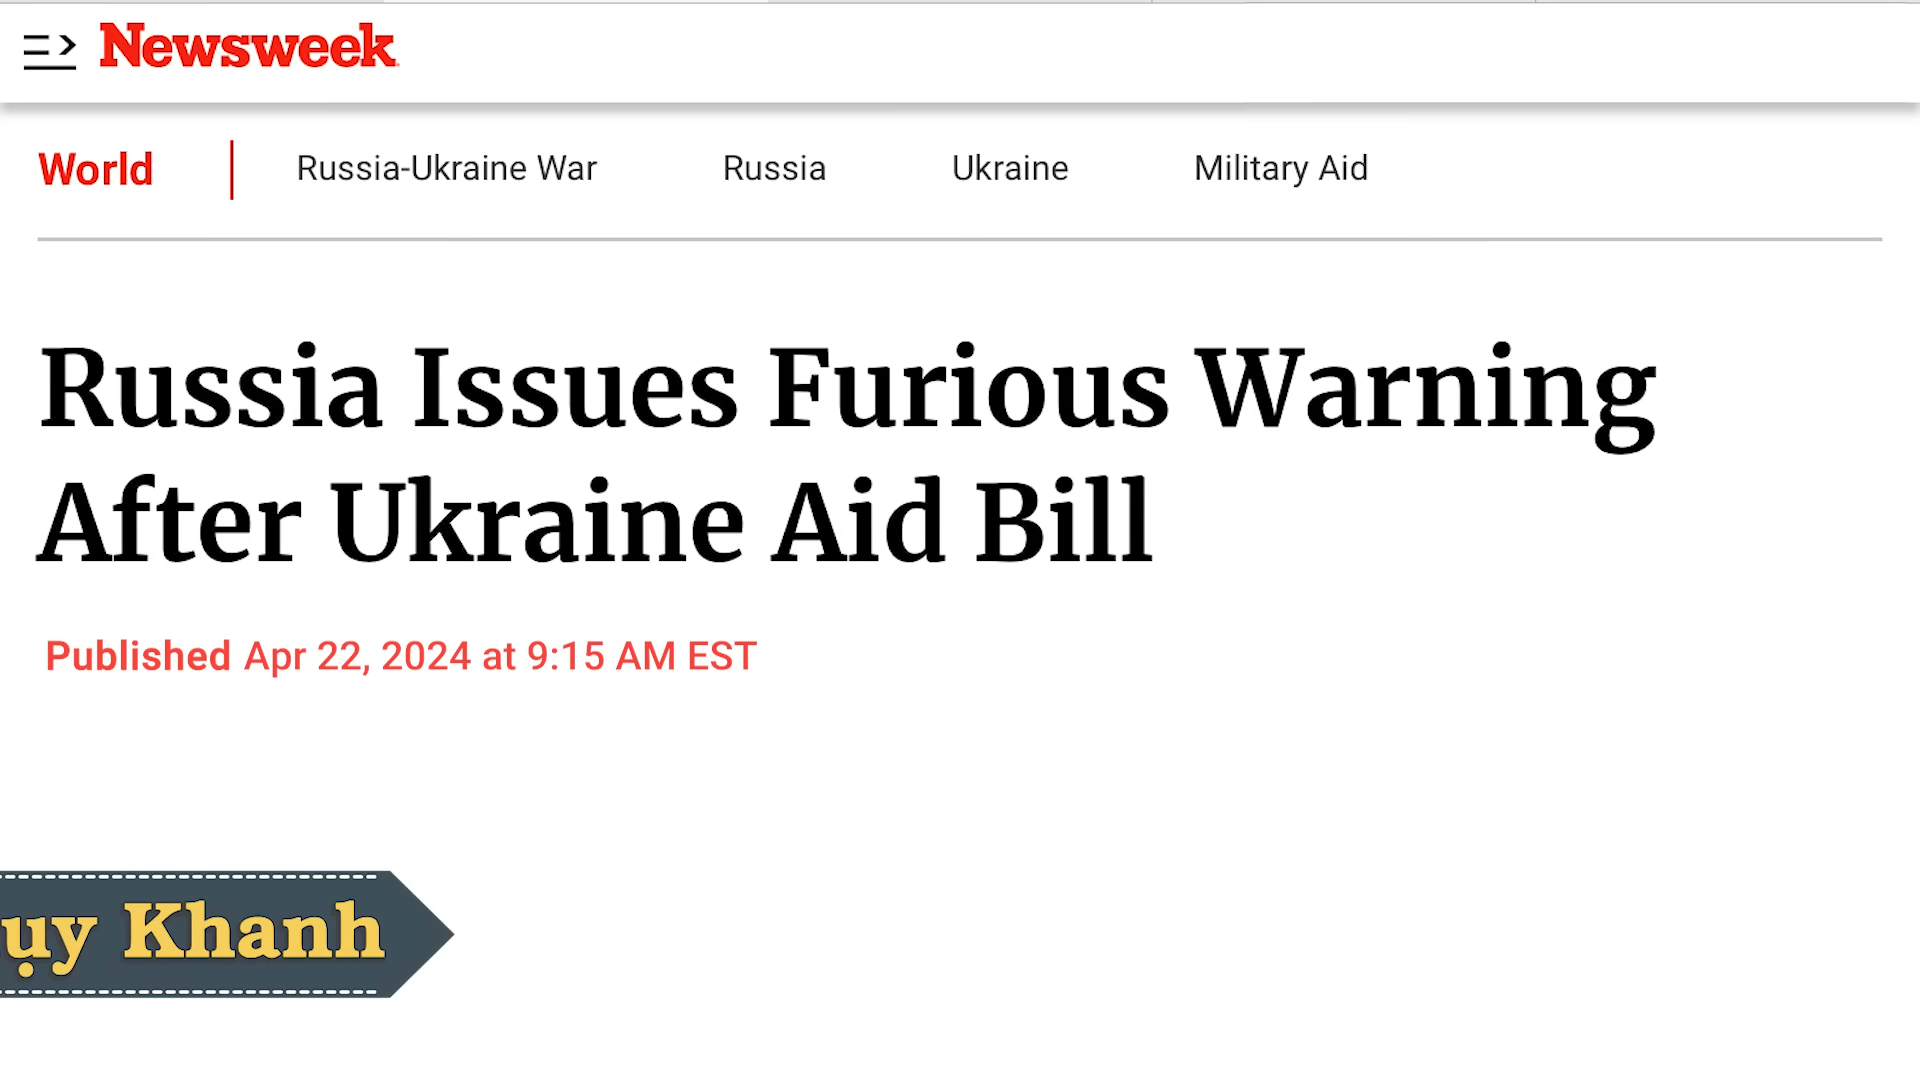 Newsweek
World
Russia-Ukraine War
Russia
Ukraine
Military Aid
Russia Issues Furious Warning
After Ukraine Aid Bill
Published Apr 22, 2024 at 9:15 AM EST
Khanh